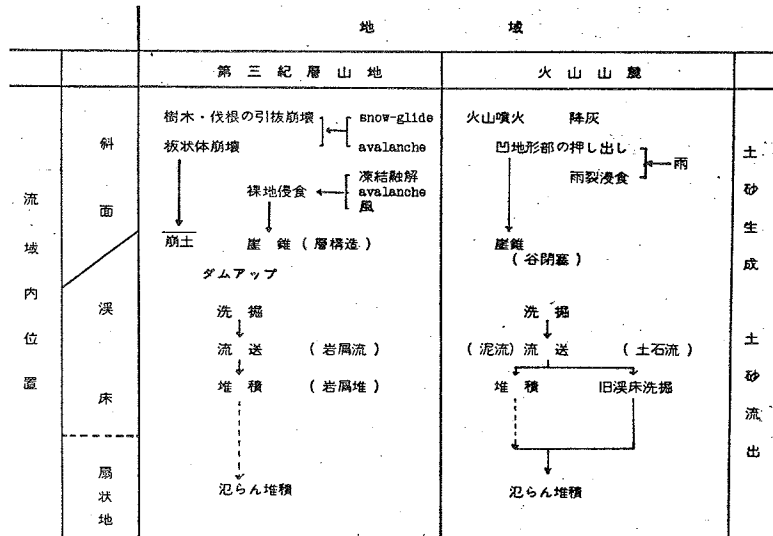 地域
第三紀層山地
火山山麓
流域内位置
斜面
渓床
扇状地
樹木・伐根の引抜崩壊
snow-glide
板状体崩壊
avalanche
凍結融解
裸地侵食
avalanche
風
崩土
崖錐(層構造)
ダムアップ
洗掘
流送
(岩屑流)
堆積
(岩屑堆)
氾らん堆積
火山噴火
降灰
凹地形部の押し出し
雨
雨裂浸食
崖錐
(谷閉塞)
洗掘
(泥流)流送
(土石流)
堆積
旧渓床洗掘
氾らん堆積
土砂生成
土砂流出